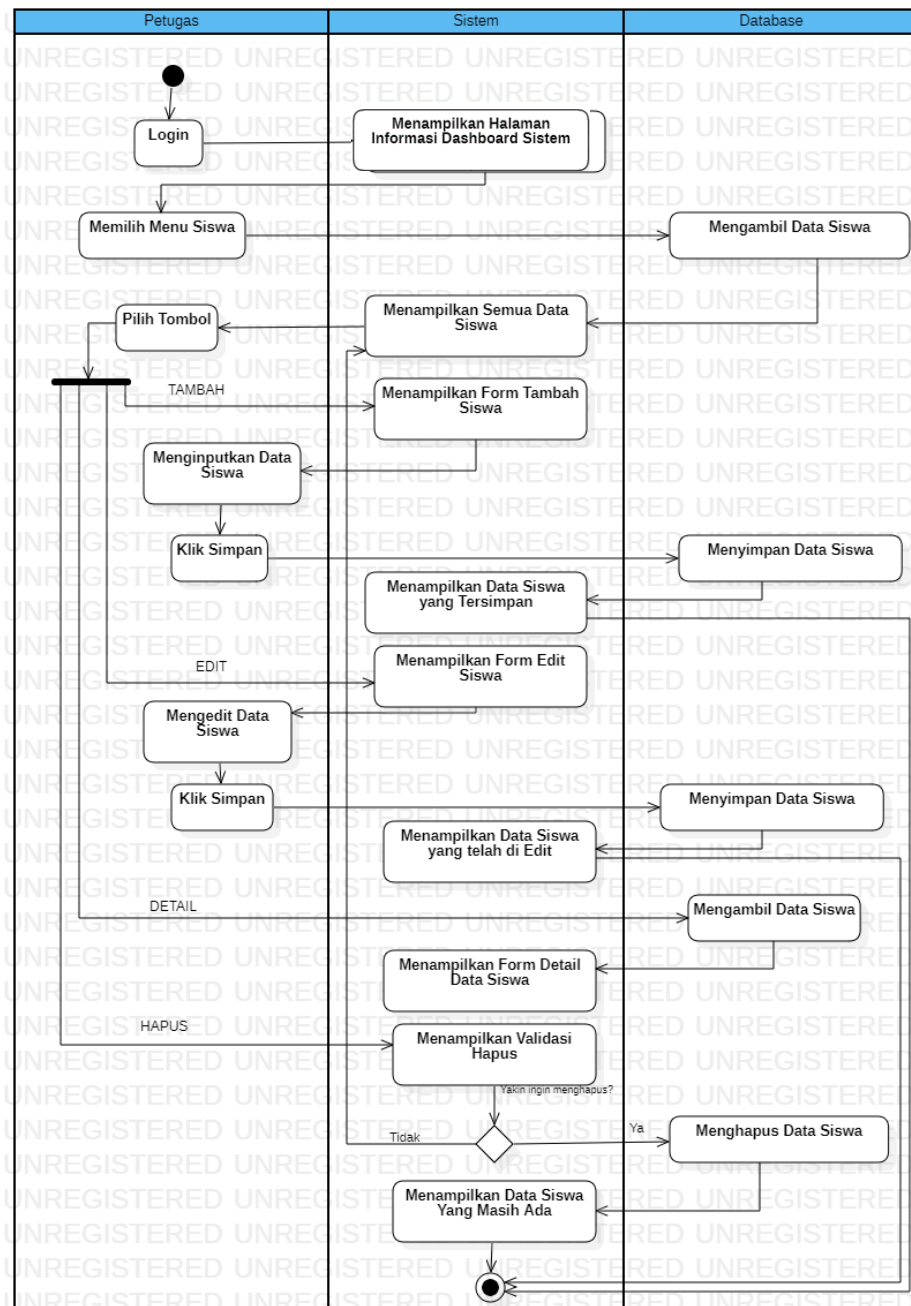 Petugas
Sistem
Database
Login
Menampilkan Halaman
Informasi Dashboard Sistem
Memilih Menu Siswa
Mengambil Data Siswa
Pilih Tombol
Menampilkan Semua Data
Siswa
TAMBAH
Menampilkan Form Tambah
Siswa
Menginputkan Data
Siswa
Klik Simpan
Menyimpan Data Siswa
Menampilkan Data Siswa
yang Tersimpan
EDIT
Menampilkan Form Edit
Siswa
Mengedit Data
Siswa
Klik Simpan
Menyimpan Data Siswa
Menampilkan Data Siswa
yang telah di Edit
DETAIL
Mengambil Data Siswa
Menampilkan Form Detail
Data Siswa
HAPUS
Menampilkan Validasi
Hapus
Yakin ingin menghapus?
Tidak
Ya
Menghapus Data Siswa
Menampilkan Data Siswa
Yang Masih Ada
UNREGISTERED